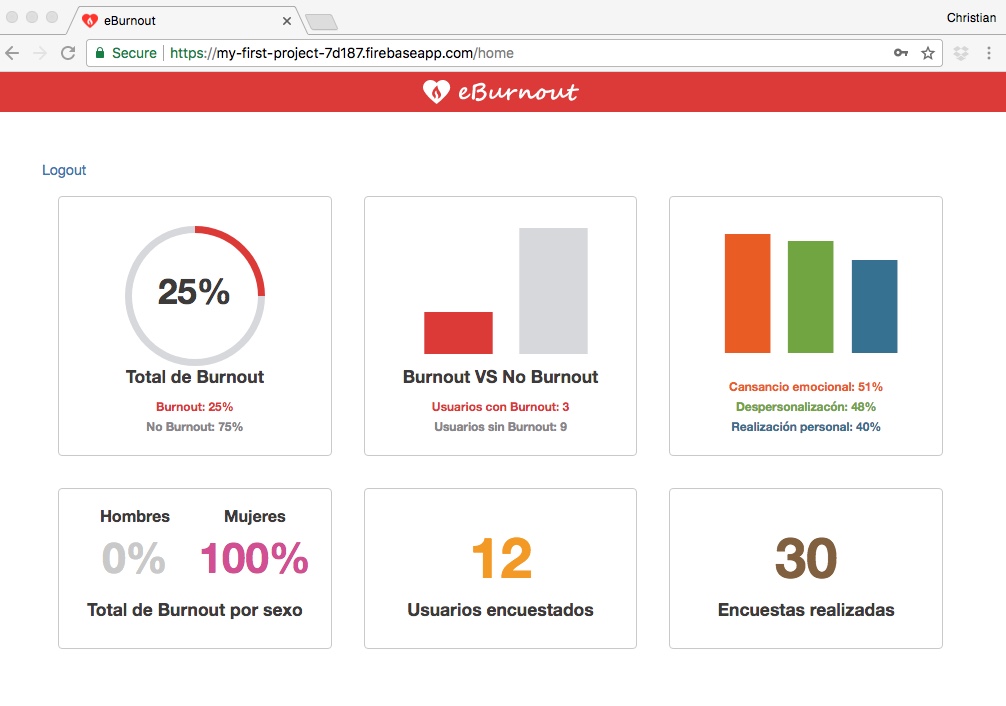 eBurnout
Christian
Secure https://my-first-project-7d187.firebaseapp.com/home
eBurnout
Logout
25%
Total de Burnout
Burnout: 25%
No Burnout: 75%
Burnout VS No Burnout
Usuarios con Burnout: 3
Usuarios sin Burnout: 9
Cansancio emocional: 51%
Despersonalizacón: 48%
Realización personal: 40%
Hombres Mujeres
0% 100%
Total de Burnout por sexo
12
Usuarios encuestados
30
Encuestas realizadas